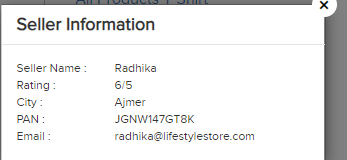 Seller Information
Seller Name : Radhika
Rating : 6/5
City : Ajmer
PAN : JGNW147GT8K
Email : radhika@lifestylestore.com